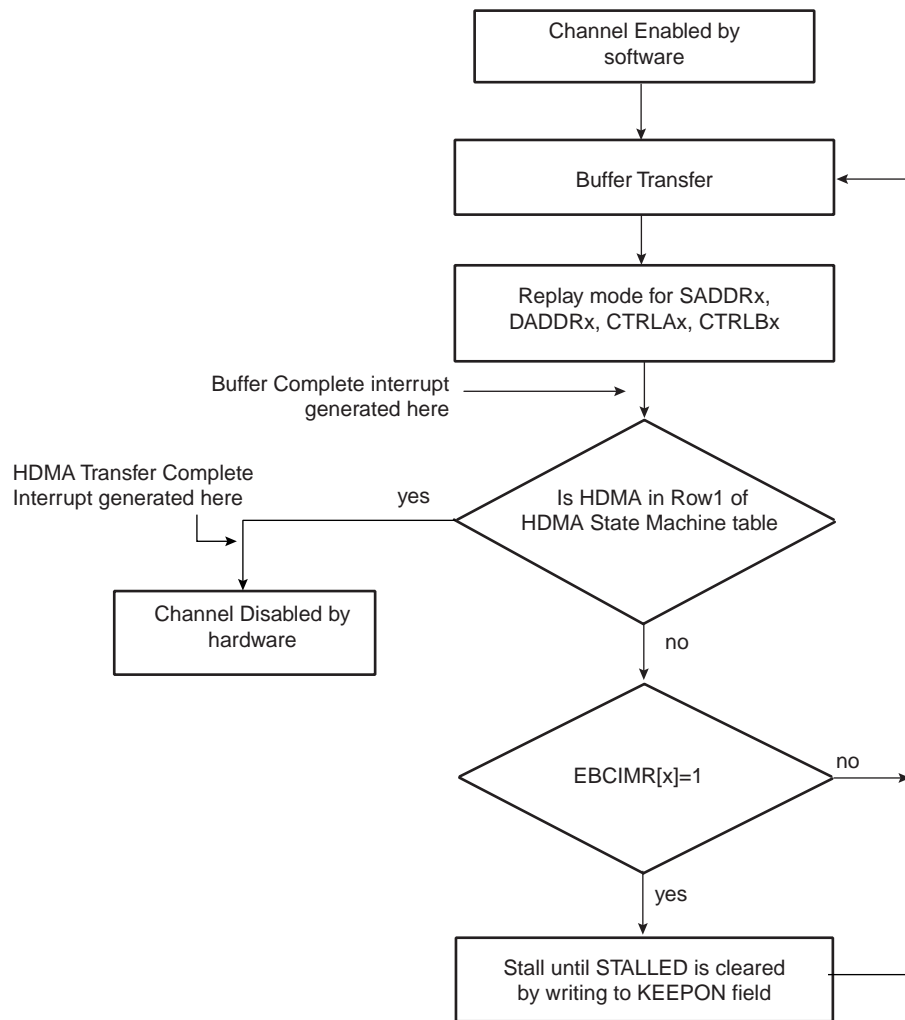 Channel Enabled by
software
Buffer Transfer
Replay mode for SADDRx,
DADDRx, CTRLAx, CTRLBx
Buffer Complete interrupt
generated here
HDMA Transfer Complete
Interrupt generated here
yes
Is HDMA in Row1 of
HDMA State Machine table
Channel Disabled by
hardware
no
EBCIMR[x]=1
no
yes
Stall until STALLED is cleared
by writing to KEEPON field